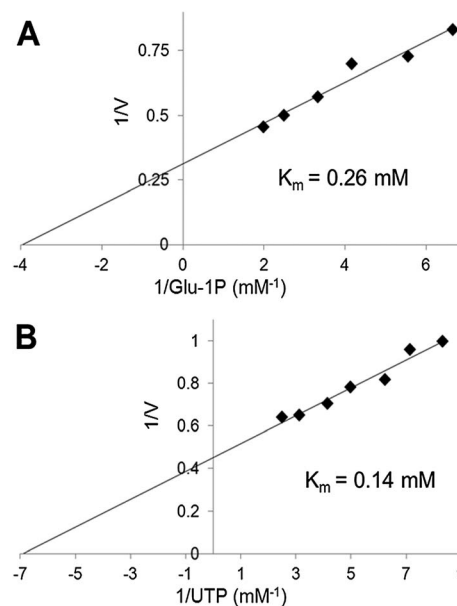 A
0.75
0.5
0.25
0
1/V
Km = 0.26 mM
-4 -2 0 2 4 6
1/Glu-1P (mM-1)
B
1
0.8
0.6
0.4
0.2
0
1/V
Km = 0.14 mM
-7 -5 -3 -1 1 3 5 7 9
1/UTP (mM-1)